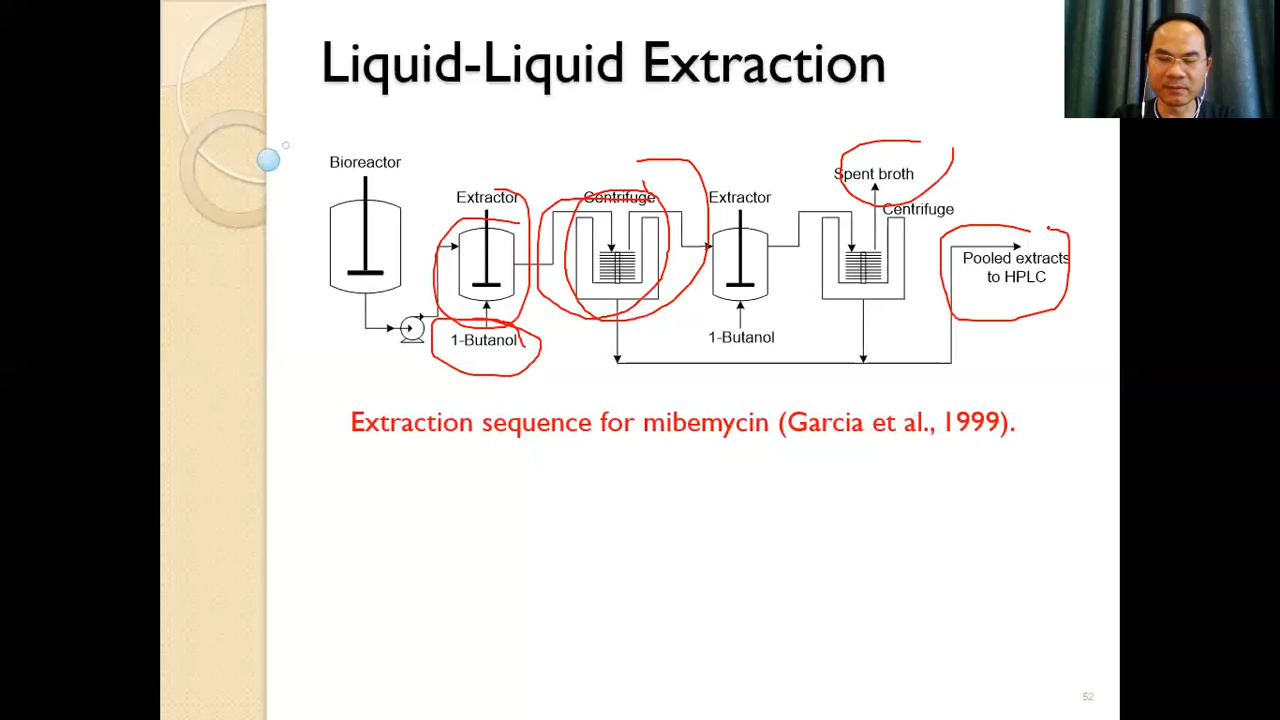 Liquid-Liquid Extraction
Bioreactor
Extractor
Centrifuge
Extractor
Spent broth
Centrifuge
Pooled extracts
to HPLC
1-Butanol
1-Butanol
Extraction sequence for mibemycin (Garcia et al., 1999).
52